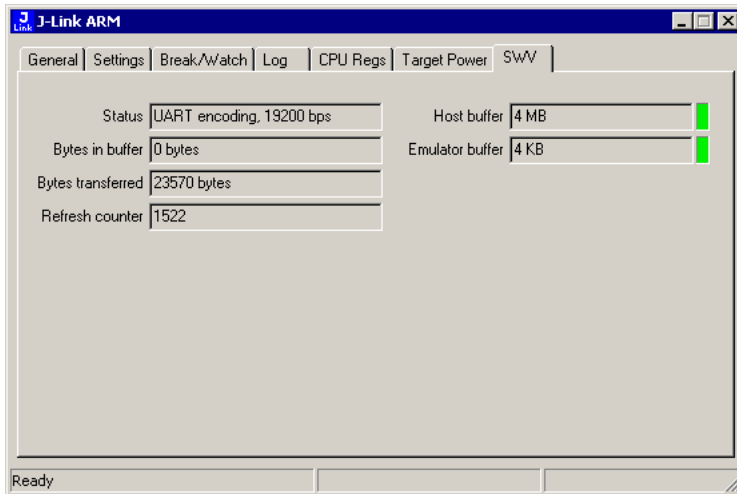 J Link J-Link ARM
General Settings Break/Watch Log CPU Regs Target Power SWV
Status UART encoding, 19200 bps Host buffer 4 MB
Bytes in buffer 0 bytes Emulator buffer 4 KB
Bytes transferred 23570 bytes
Refresh counter 1522
Ready